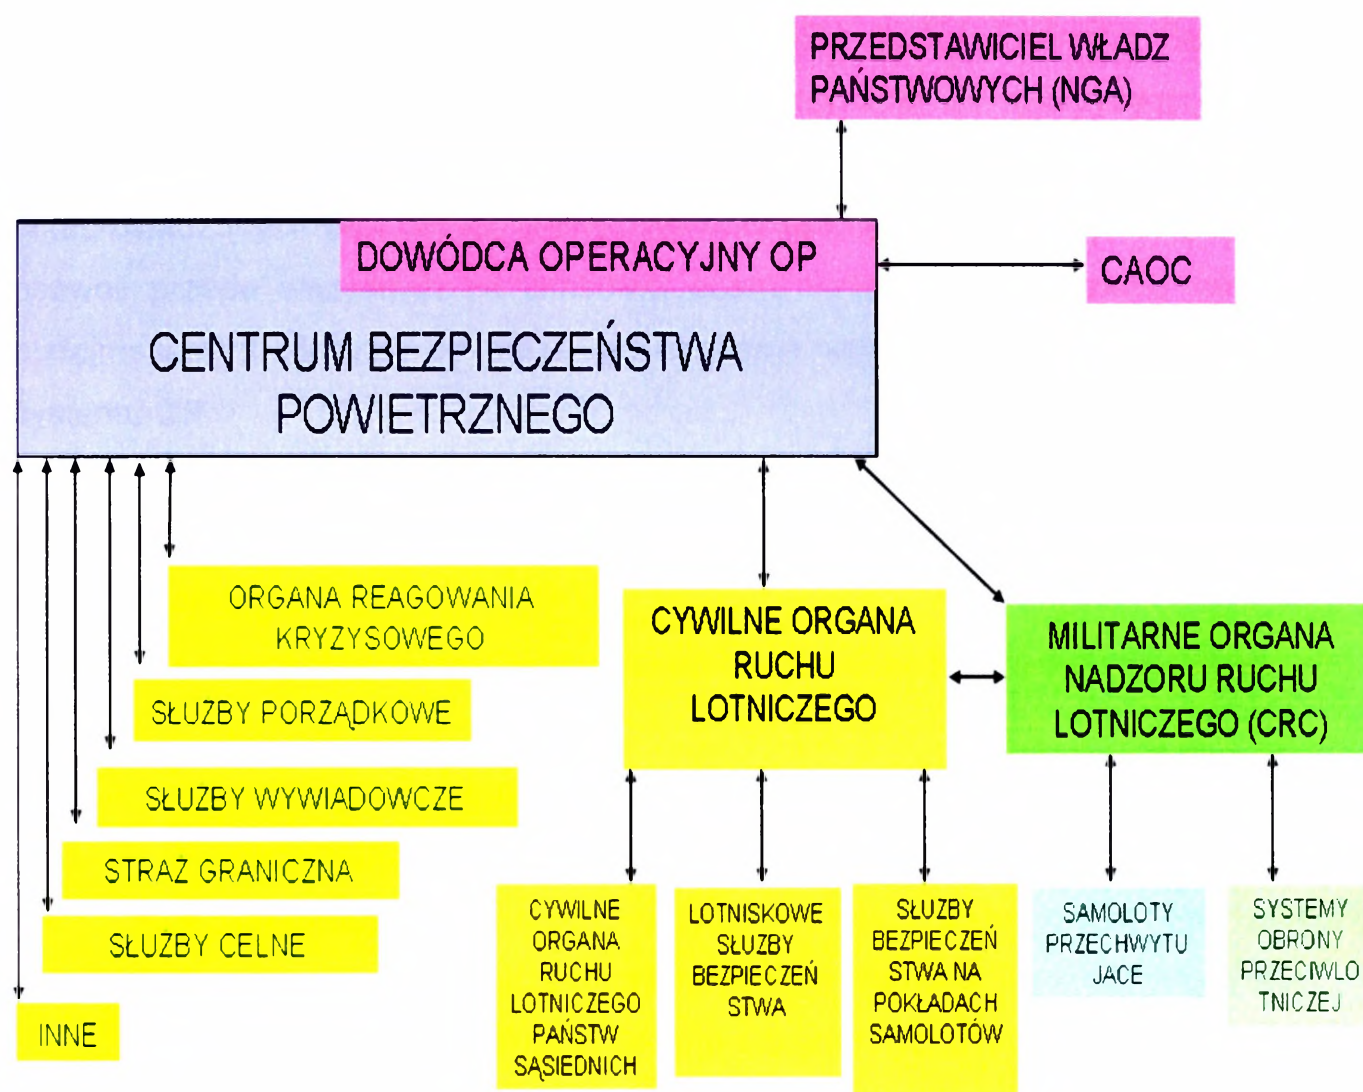 PRZEDSTAWICIEL WŁADZ
PAŃSTWOWYCH (NGA)
DOWÓDCA OPERACYJNY OP
CAOC
CENTRUM BEZPIECZEŃSTWA
POWIETRZNEGO
ORGANA REAGOWANIA
KRYZYSOWEGO
SŁUŻBY PORZĄDKOWE
SŁUŻBY WYWIADOWCZE
STRAŻ GRANICZNA
SŁUŻBY CELNE
INNE
CYWILNE ORGANA
RUCHU
LOTNICZEGO
MILITARNE ORGANA
NADZORU RUCHU
LOTNICZEGO (CRC)
CYWILNE
ORGANA
RUCHU
LOTNICZEGO
PAŃSTW
SĄSIEDNICH
LOTNISKOWE
SŁUŻBY
BEZPIECZEŃ
STWA
SŁUŻBY
BEZPIECZEŃ
STWA NA
POKŁADACH
SAMOLOTÓW
SAMOLOTY
PRZECHWYTU
JACE
SYSTEMY
OBRONY
PRZECIWLO
TNICZEJ